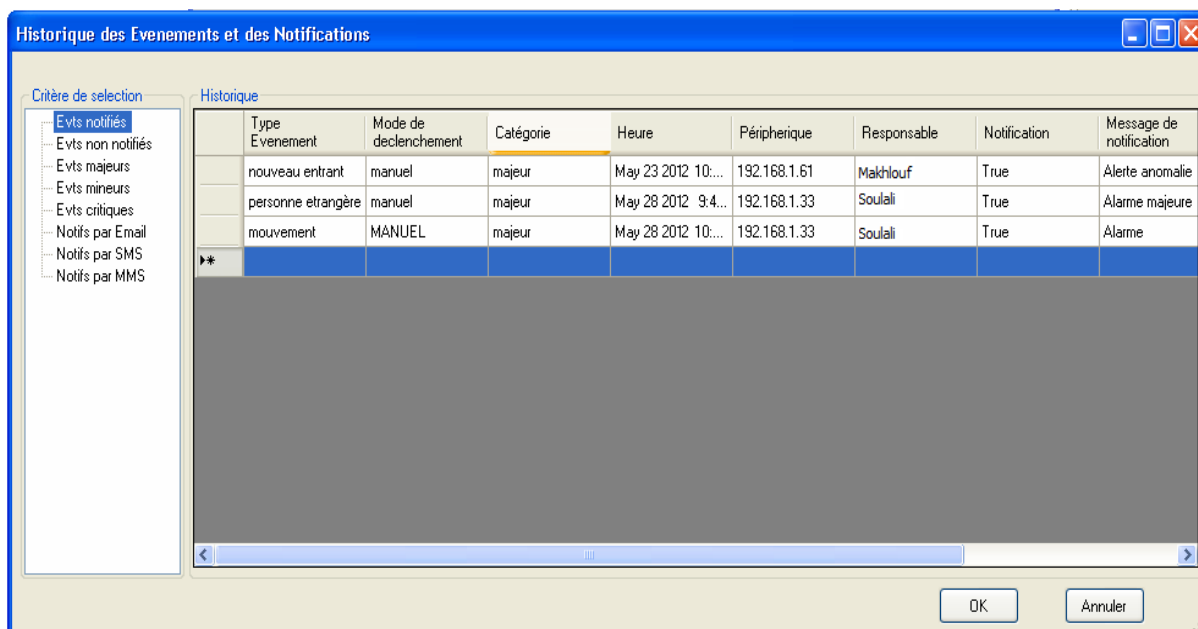 Historique des Evenements et des Notifications
Critère de selection
Evts notifiés
Evts non notifiés
Evts majeurs
Evts mineurs
Evts critiques
Notifs par Email
Notifs par SMS
Notifs par MMS
Historique
Type Evenement Mode de declenchement Catégorie Heure Péripherique Responsable Notification Message de notification
nouveau entrant manuel majeur May 23 2012 10:... 192.168.1.61 Makhlouf True Alerte anomalie
personne etrangère manuel majeur May 28 2012 9:4... 192.168.1.33 Soulali True Alarme majeure
mouvement MANUEL majeur May 28 2012 10:... 192.168.1.33 Soulali True Alarme
OK Annuler